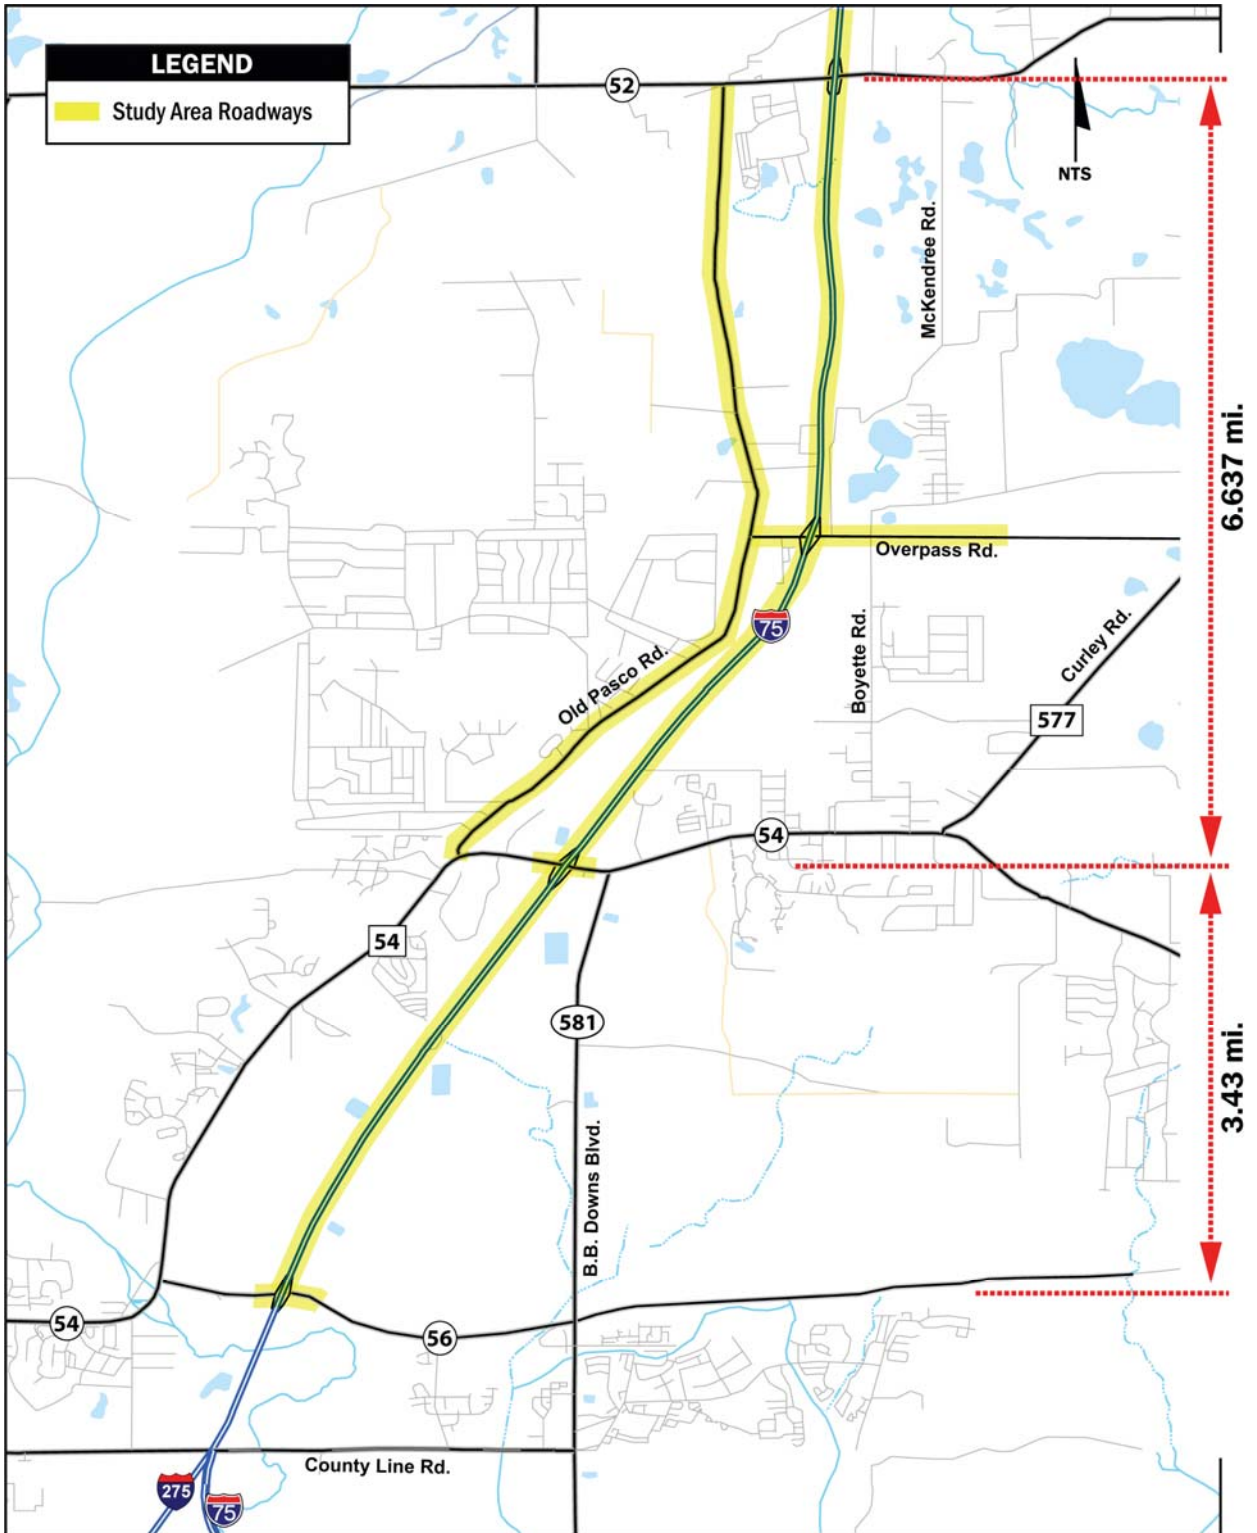 LEGEND
Study Area Roadways
52
NTS
McKendree Rd.
6.637 mi.
Overpass Rd.
75
Boyette Rd.
Curley Rd.
Old Pasco Rd.
577
54
54
581
3.43 mi.
B.B. Downs Blvd.
54
56
County Line Rd.
275
75